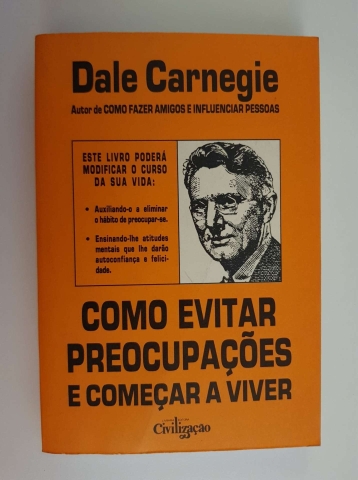 Dale Carnegie
Autor de COMO FAZER AMIGOS E INFLUENCIAR PESSOAS
ESTE LIVRO PODERÁ
MODIFICAR O CURSO
DA SUA VIDA:
• Auxiliando-o a eliminar
o hábito de preocupar-se.
• Ensinando-lhe atitudes
mentais que lhe darão
autoconfiança e felici-
dade.
COMO EVITAR
PREOCUPAÇÕES
E COMEÇAR A VIVER
Civilização